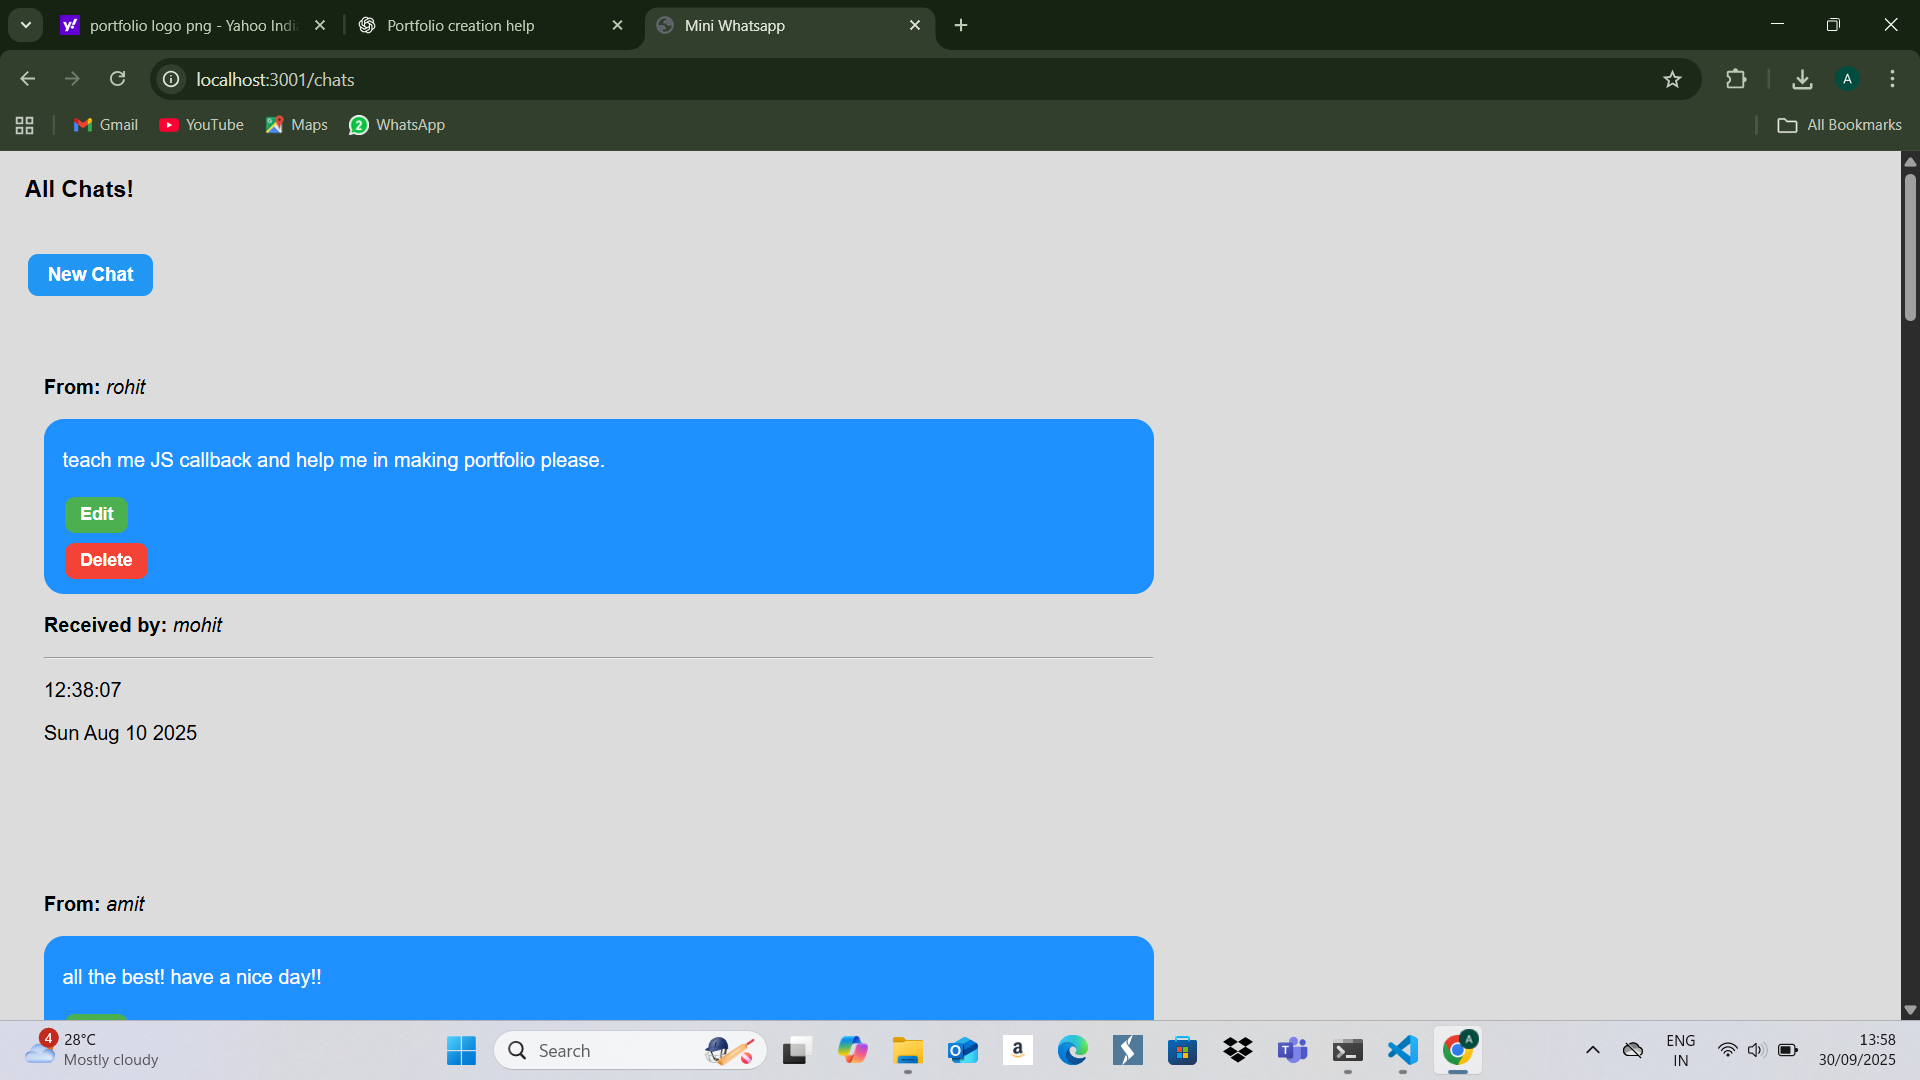 portfolio logo png - Yahoo Indi
Portfolio creation help
Mini Whatsapp
localhost:3001/chats
A
Gmail
YouTube
Maps
2
WhatsApp
All Bookmarks
All Chats!
New Chat
From: rohit
teach me JS callback and help me in making portfolio please.
Edit
Delete
Received by: mohit
12:38:07
Sun Aug 10 2025
From: amit
all the best! have a nice day!!
4
28°C
Mostly cloudy
Search
a
A
ENG
IN
13:58
30/09/2025